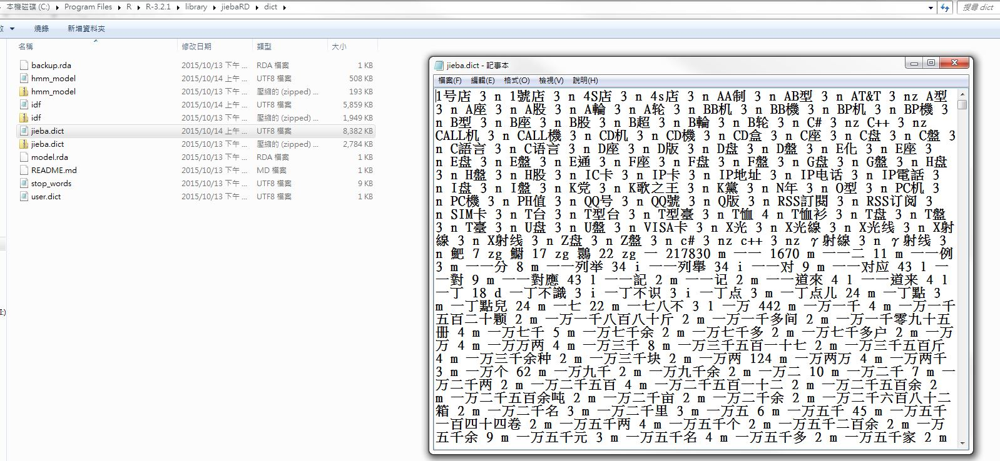 本機磁碟 (C:) ▸ Program Files ▸ R ▸ R-3.2.1 ▸ library ▸ jiebaRD ▸ dict ▸
搜尋 dict
燒錄 新增資料夾
名稱 修改日期 類型 大小
backup.rda 2015/10/13 下午 ... RDA 檔案 1 KB
hmm_model 2015/10/14 上午 ... UTF8 檔案 508 KB
hmm_model 2015/10/13 下午 ... 壓縮的 (zipped) ... 193 KB
idf 2015/10/14 上午 ... UTF8 檔案 5,859 KB
idf 2015/10/13 下午 ... 壓縮的 (zipped) ... 1,949 KB
jieba.dict 2015/10/14 上午 ... UTF8 檔案 8,382 KB
jieba.dict 2015/10/13 下午 ... 壓縮的 (zipped) ... 2,784 KB
model.rda 2015/10/13 下午 ... RDA 檔案 1 KB
README.md 2015/10/13 下午 ... MD 檔案 1 KB
stop_words 2015/10/13 下午 ... UTF8 檔案 9 KB
user.dict 2015/10/13 下午 ... UTF8 檔案 1 KB
I:)
jieba.dict - 記事本
檔案(F) 編輯(E) 格式(O) 檢視(V) 說明(H)
1号店 3 n 1號店 3 n 4S店 3 n 4s店 3 n AA制 3 n AB型 3 n AT&T 3 nz A型
3 n A座 3 n A股 3 n A輪 3 n A轮 3 n BB机 3 n BB機 3 n BP机 3 n BP機 3
n B型 3 n B座 3 n B股 3 n B超 3 n B輪 3 n B轮 3 n C# 3 nz C++ 3 nz
CALL机 3 n CALL機 3 n CD机 3 n CD機 3 n CD盒 3 n C座 3 n C盘 3 n C盤 3
n C語言 3 n C语言 3 n D座 3 n D版 3 n D盘 3 n D盤 3 n E化 3 n E座 3
n E盘 3 n E盤 3 n E通 3 n F座 3 n F盘 3 n F盤 3 n G盘 3 n G盤 3 n H盘
3 n H盤 3 n H股 3 n IC卡 3 n IP卡 3 n IP地址 3 n IP电话 3 n IP電話 3
n I盘 3 n I盤 3 n K党 3 n K歌之王 3 n K黨 3 n N年 3 n O型 3 n PC机 3
n PC機 3 n PH值 3 n QQ号 3 n QQ號 3 n Q版 3 n RSS訂閱 3 n RSS订阅 3
n SIM卡 3 n T台 3 n T型台 3 n T型臺 3 n T恤 4 n T恤衫 3 n T盘 3 n T盤
3 n T臺 3 n U盘 3 n U盤 3 n VISA卡 3 n X光 3 n X光線 3 n X光线 3 n X射
線 3 n X射线 3 n Z盘 3 n Z盤 3 n c# 3 nz c++ 3 nz γ射線 3 n γ射线 3
n 7 zg 17 zg 22 zg 一 217830 m 一一 1670 m 一一二 11 m 一一例
3 m 一一分 8 m 一一列举 34 i 一一列舉 34 i 一一对 9 m 一一对应 43 l 一
一對 9 m 一一對應 43 l 一一記 2 m 一一记 2 m 一一道來 4 l 一一道来 4 l
一丁 18 d 一丁不識 3 i 一丁不识 3 i 一丁点 3 m 一丁点儿 24 m 一丁點 3
m 一丁點兒 24 m 一七 22 m 一七八不 3 l 一万 442 m 一万一千 4 m 一万一千
五百二十颗 2 m 一万一千八百八十斤 2 m 一万一千多间 2 m 一万一千零九十五
册 4 m 一万七千 5 m 一万七千余 2 m 一万七千多 2 m 一万七千多户 2 m 一万
万 4 m 一万万两 4 m 一万三千 8 m 一万三千五百一十七 2 m 一万三千五百斤
4 m 一万三千余种 2 m 一万三千块 2 m 一万两 124 m 一万两万 4 m 一万两千
3 m 一万个 62 m 一万九千 2 m 一万九千余 2 m 一万二 10 m 一万二千 7 m 一
万二千两 2 m 一万二千五百 4 m 一万二千五百一十二 2 m 一万二千五百余 2
m 一万二千五百余吨 2 m 一万二千亩 2 m 一万二千余 2 m 一万二千六百八十二
箱 2 m 一万二千名 3 m 一万二千里 3 m 一万五 6 m 一万五千 45 m 一万五千
一百四十四卷 2 m 一万五千两 4 m 一万五千个 2 m 一万五千二百余 2 m 一万
五千余 9 m 一万五千元 3 m 一万五千名 4 m 一万五千多 2 m 一万五千家 2 m